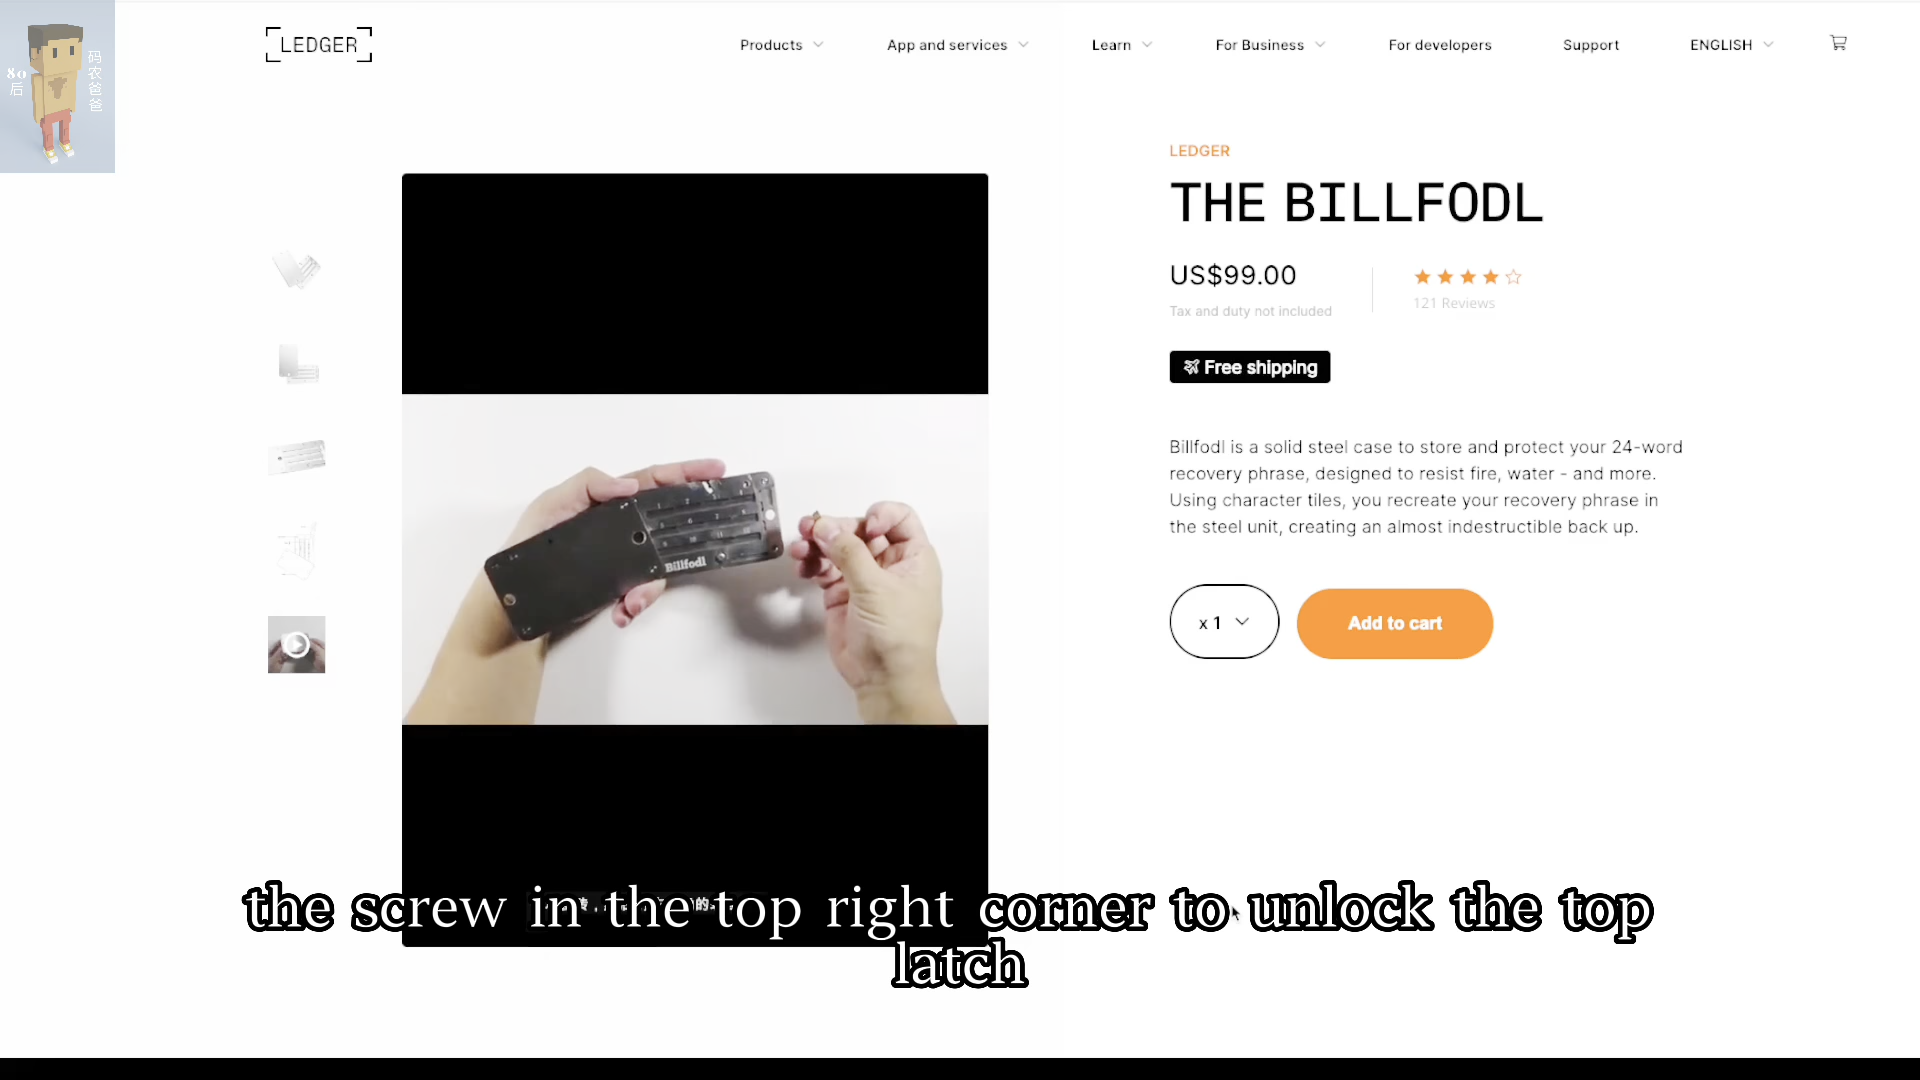 80
后
码农爸爸
LEDGER
Products
App and services
Learn
For Business
For developers
Support
ENGLISH
LEDGER
THE BILLFODL
US$99.00
Tax and duty not included
121 Reviews
Free shipping
Billfodl is a solid steel case to store and protect your 24-word
recovery phrase, designed to resist fire, water - and more.
Using character tiles, you recreate your recovery phrase in
the steel unit, creating an almost indestructible back up.
x 1
Add to cart
Billfodl
the screw in the top right corner to unlock the top
latch